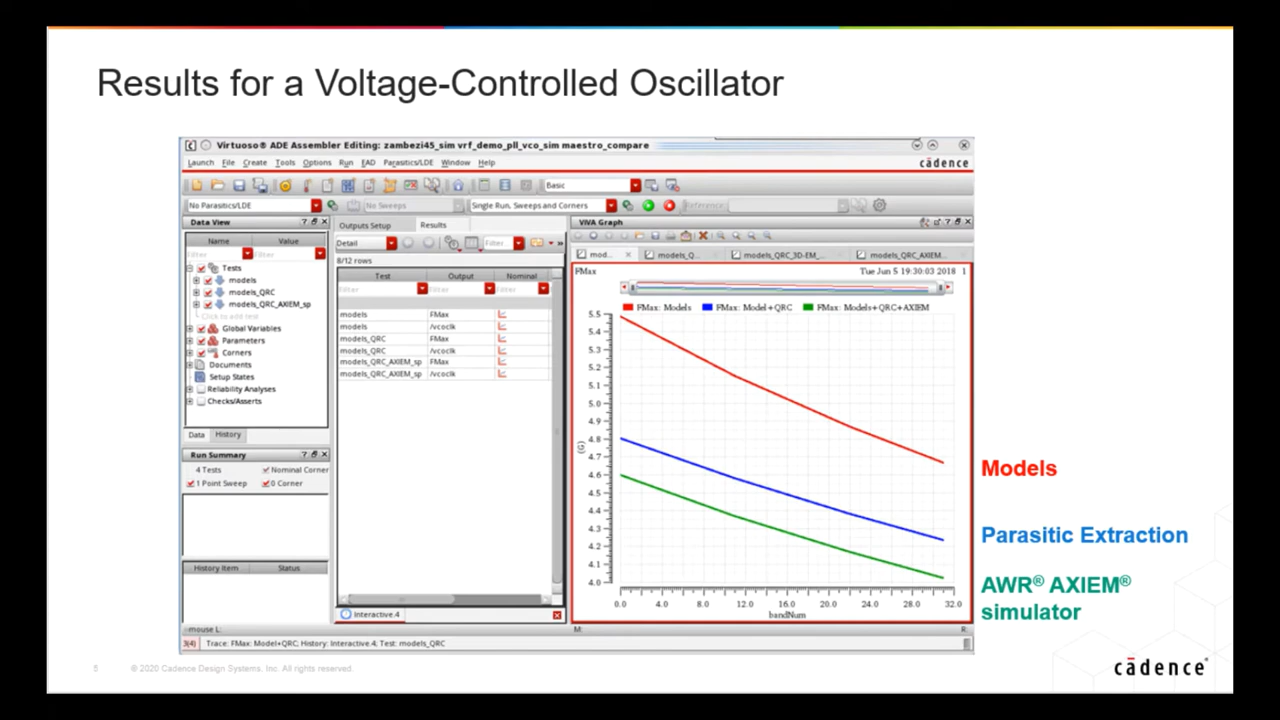 Results for a Voltage-Controlled Oscillator
Virtuoso® ADE Assembler Editing: zambezi45_sim vrf_demo_pll_vco_sim maestro_compare
Launch File Create Tools Options Run EAD Parasitics/LDE Window Help
cādence
Basic
No Parasitics/LDE
No Sweeps
Single Run, Sweeps and Corners
Reference:
Data View
Name Value
Filter Filter
Tests
models
models_QRC
models_QRC_AXIEM_sp
Click to add test
Global Variables
Parameters
Corners
Documents
Setup States
Reliability Analyses
Checks/Asserts
Data History
Run Summary
4 Tests Nominal Corner
1 Point Sweep 0 Corner
History Item Status
Outputs Setup Results
Detail
Filter
8/12 rows
Test Output Nominal
Filter Filter Filter
models FMax
models /vcoclk
models_QRC FMax
models_QRC /vcoclk
models_QRC_AXIEM_sp FMax
models_QRC_AXIEM_sp /vcoclk
Interactive.4
VIVA Graph
mod... models_Q... models_QRC_3D-EM_... models_QRC_AXIEM...
FMax Tue Jun 5 19:30:03 2018 1
FMax: Models FMax: Model+QRC FMax: Models+QRC+AXIEM
5.5
5.4
5.3
5.2
5.1
5.0
4.9
4.8
4.7
4.6
4.5
4.4
4.3
4.2
4.1
4.0
(G)
0.0 4.0 8.0 12.0 16.0 20.0 24.0 28.0 32.0
bandNum
mouse L: M: R:
3(4) Trace: FMax: Model+QRC; History: Interactive.4; Test: models_QRC
Models
Parasitic Extraction
AWR® AXIEM®
simulator
8 © 2020 Cadence Design Systems, Inc. All rights reserved.
cādence®